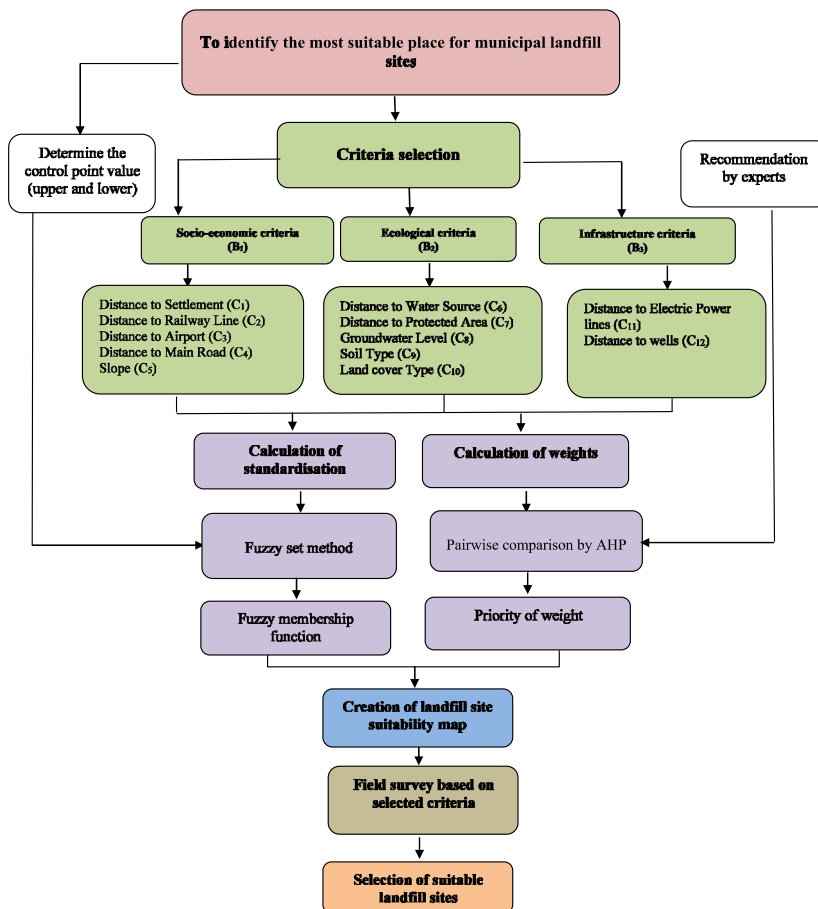 To identify the most suitable place for municipal landfill
sites
Determine the
control point value
(upper and lower)
Criteria selection
Recommendation
by experts
Socio-economic criteria
(B₁)
Ecological criteria
(B₂)
Infrastructure criteria
(B₃)
Distance to Settlement (C₁)
Distance to Railway Line (C₂)
Distance to Airport (C₃)
Distance to Main Road (C₄)
Slope (C₅)
Distance to Water Source (C₆)
Distance to Protected Area (C₇)
Groundwater Level (C₈)
Soil Type (C₉)
Land cover Type (C₁₀)
Distance to Electric Power
lines (C₁₁)
Distance to wells (C₁₂)
Calculation of
standardisation
Calculation of weights
Fuzzy set method
Pairwise comparison by AHP
Fuzzy membership
function
Priority of weight
Creation of landfill site
suitability map
Field survey based on
selected criteria
Selection of suitable
landfill sites